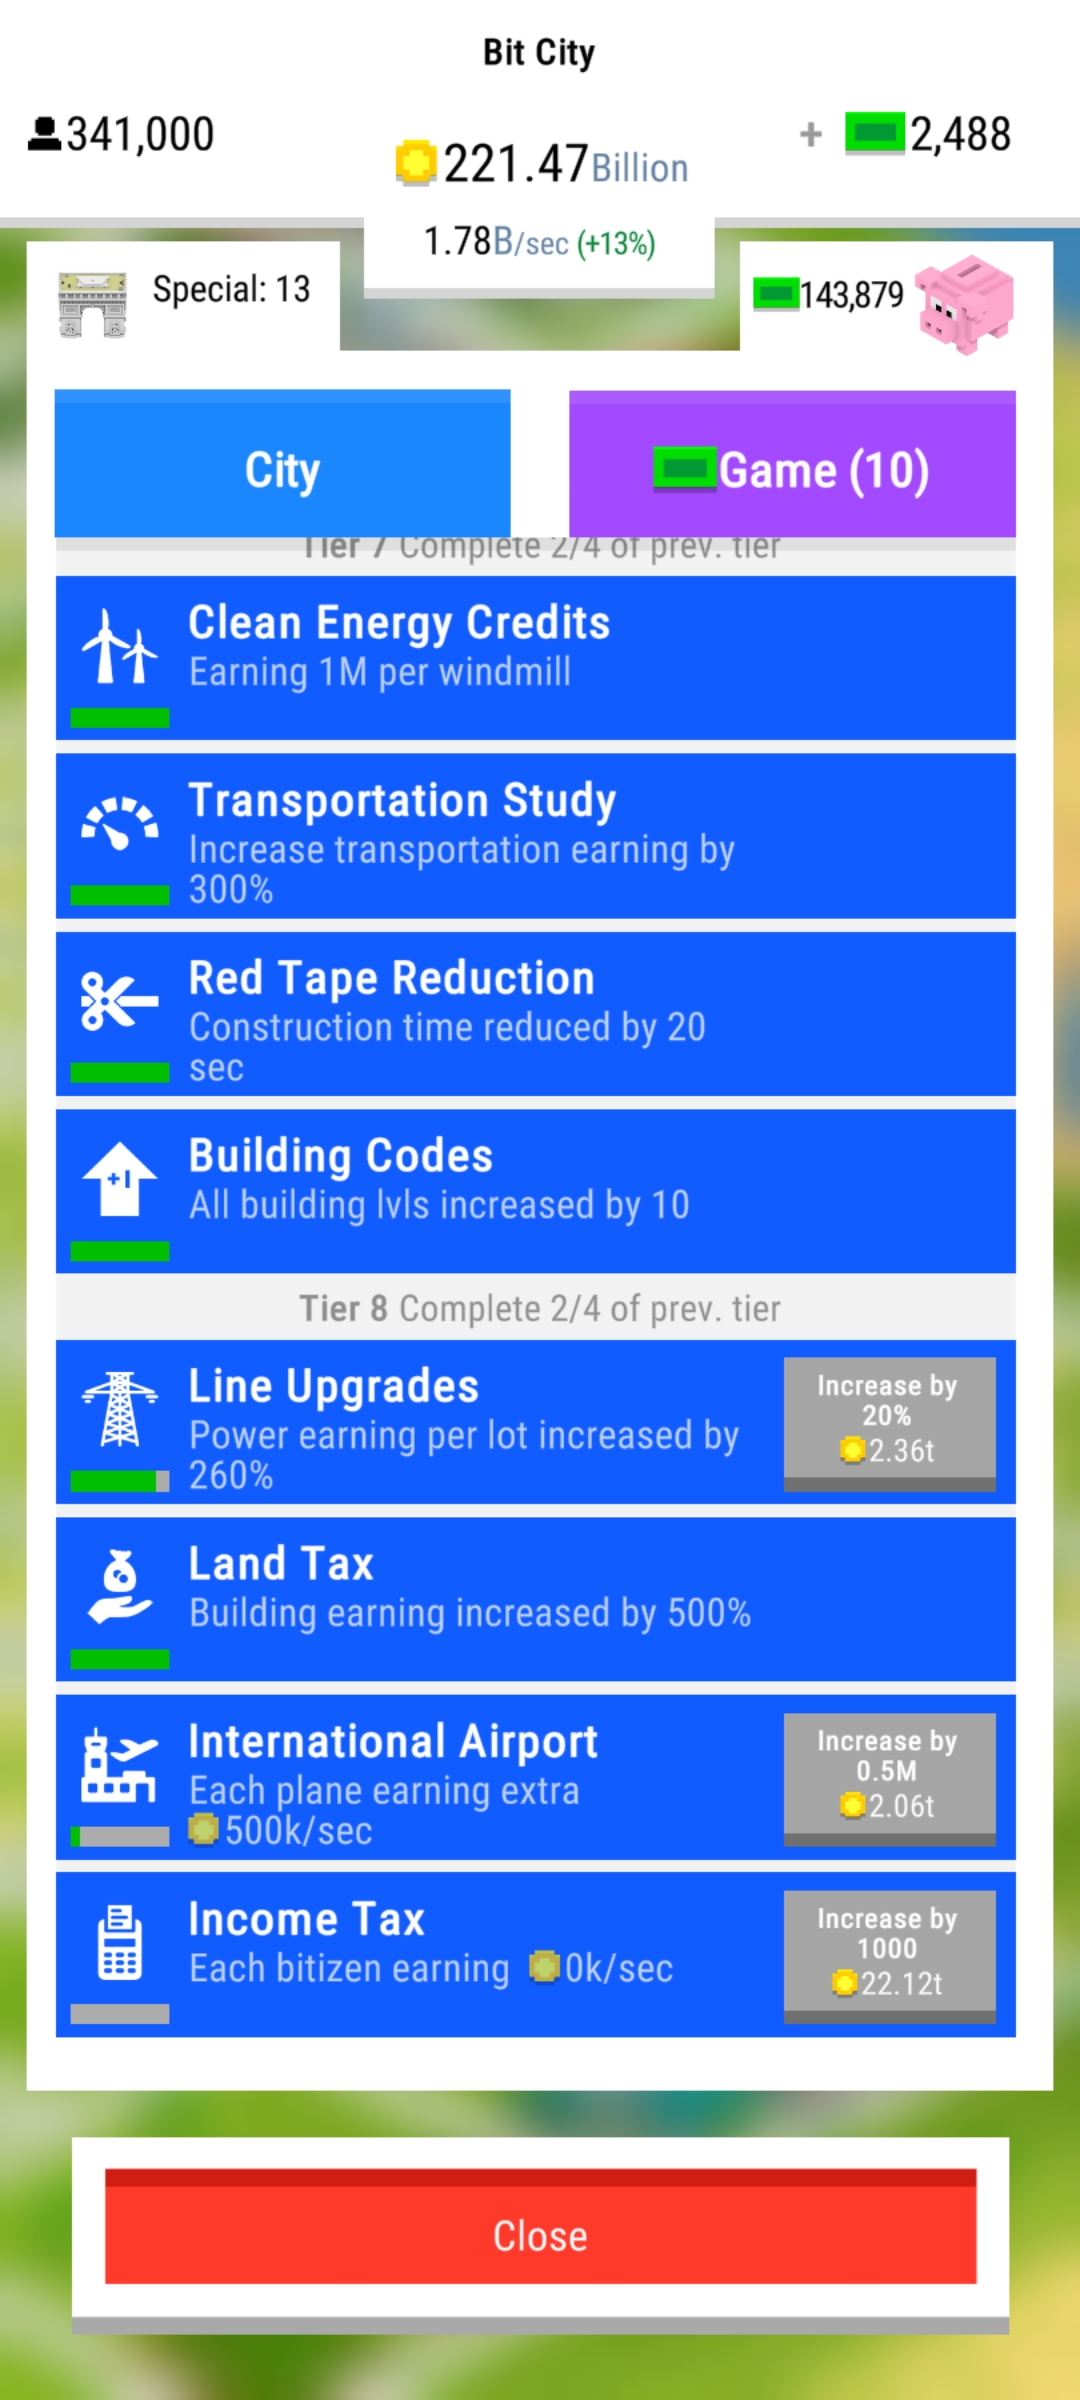 Bit City
341,000
221.47Billion
+ 2,488
1.78B/sec (+13%)
Special: 13
143,879
City
Game (10)
Tier 7 Complete 2/4 of prev. tier
Clean Energy Credits
Earning 1M per windmill
Transportation Study
Increase transportation earning by
300%
Red Tape Reduction
Construction time reduced by 20
sec
Building Codes
+1
All building lvls increased by 10
Tier 8 Complete 2/4 of prev. tier
Line Upgrades
Power earning per lot increased by
260%
Increase by
20%
2.36t
Land Tax
Building earning increased by 500%
International Airport
Each plane earning extra
500k/sec
Increase by
0.5M
2.06t
Income Tax
Each bitizen earning 0k/sec
Increase by
1000
22.12t
Close